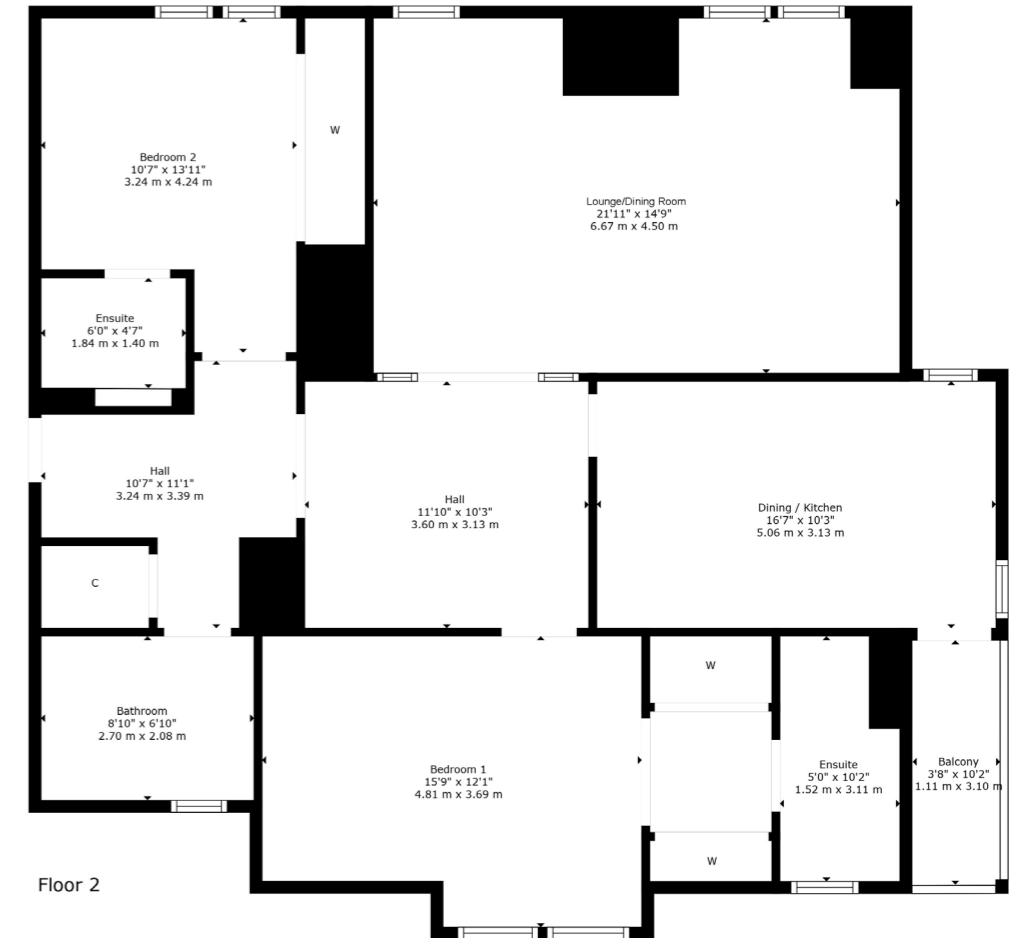 W
Bedroom 2
10'7" x 13'11"
3.24 m x 4.24 m
Lounge/Dining Room
21'11" x 14'9"
6.67 m x 4.50 m
Ensuite
6'0" x 4'7"
1.84 m x 1.40 m
Hall
10'7" x 11'1"
3.24 m x 3.39 m
Hall
11'10" x 10'3"
3.60 m x 3.13 m
Dining / Kitchen
16'7" x 10'3"
5.06 m x 3.13 m
C
W
Bathroom
8'10" x 6'10"
2.70 m x 2.08 m
Bedroom 1
15'9" x 12'1"
4.81 m x 3.69 m
Ensuite
5'0" x 10'2"
1.52 m x 3.11 m
Balcony
3'8" x 10'2"
1.11 m x 3.10 m
W
Floor 2